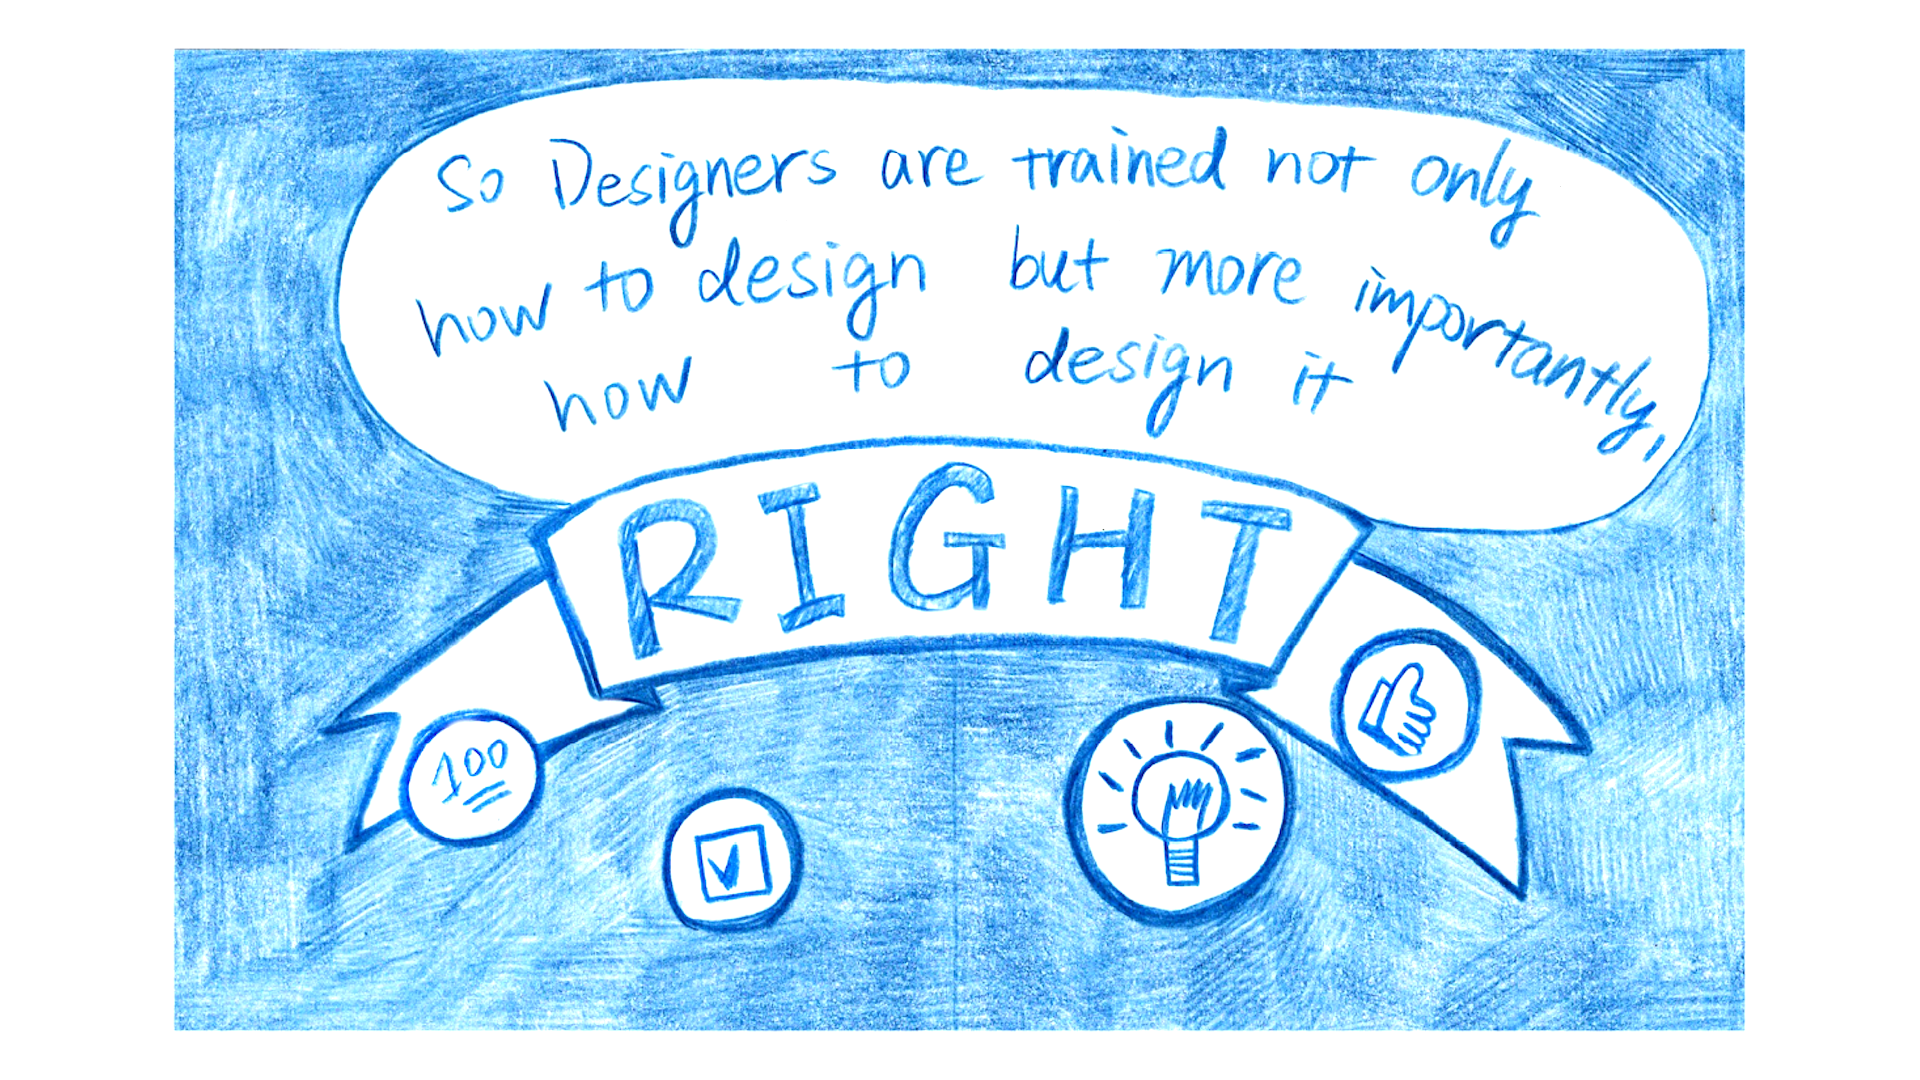 So Designers are trained not only
how to design but more importantly,
how to design it
RIGHT
100